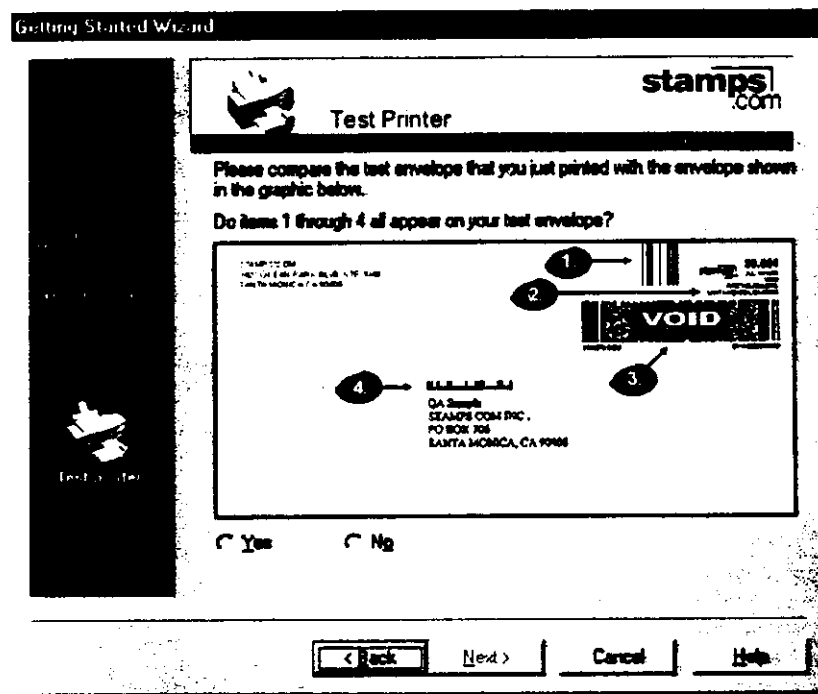 Getting Started Wizard
stamps
.com
Test Printer
Please compare the test envelope that you just printed with the envelope shown
in the graphic below.
Do items 1 through 4 all appear on your test envelope?
1.
2.
VOID
3.
4.
QA Sample
STAMPS COM INC.
PO BOX 706
SANTA MONICA, CA
Test
Yes
No
< Back
Next >
Cancel
Help